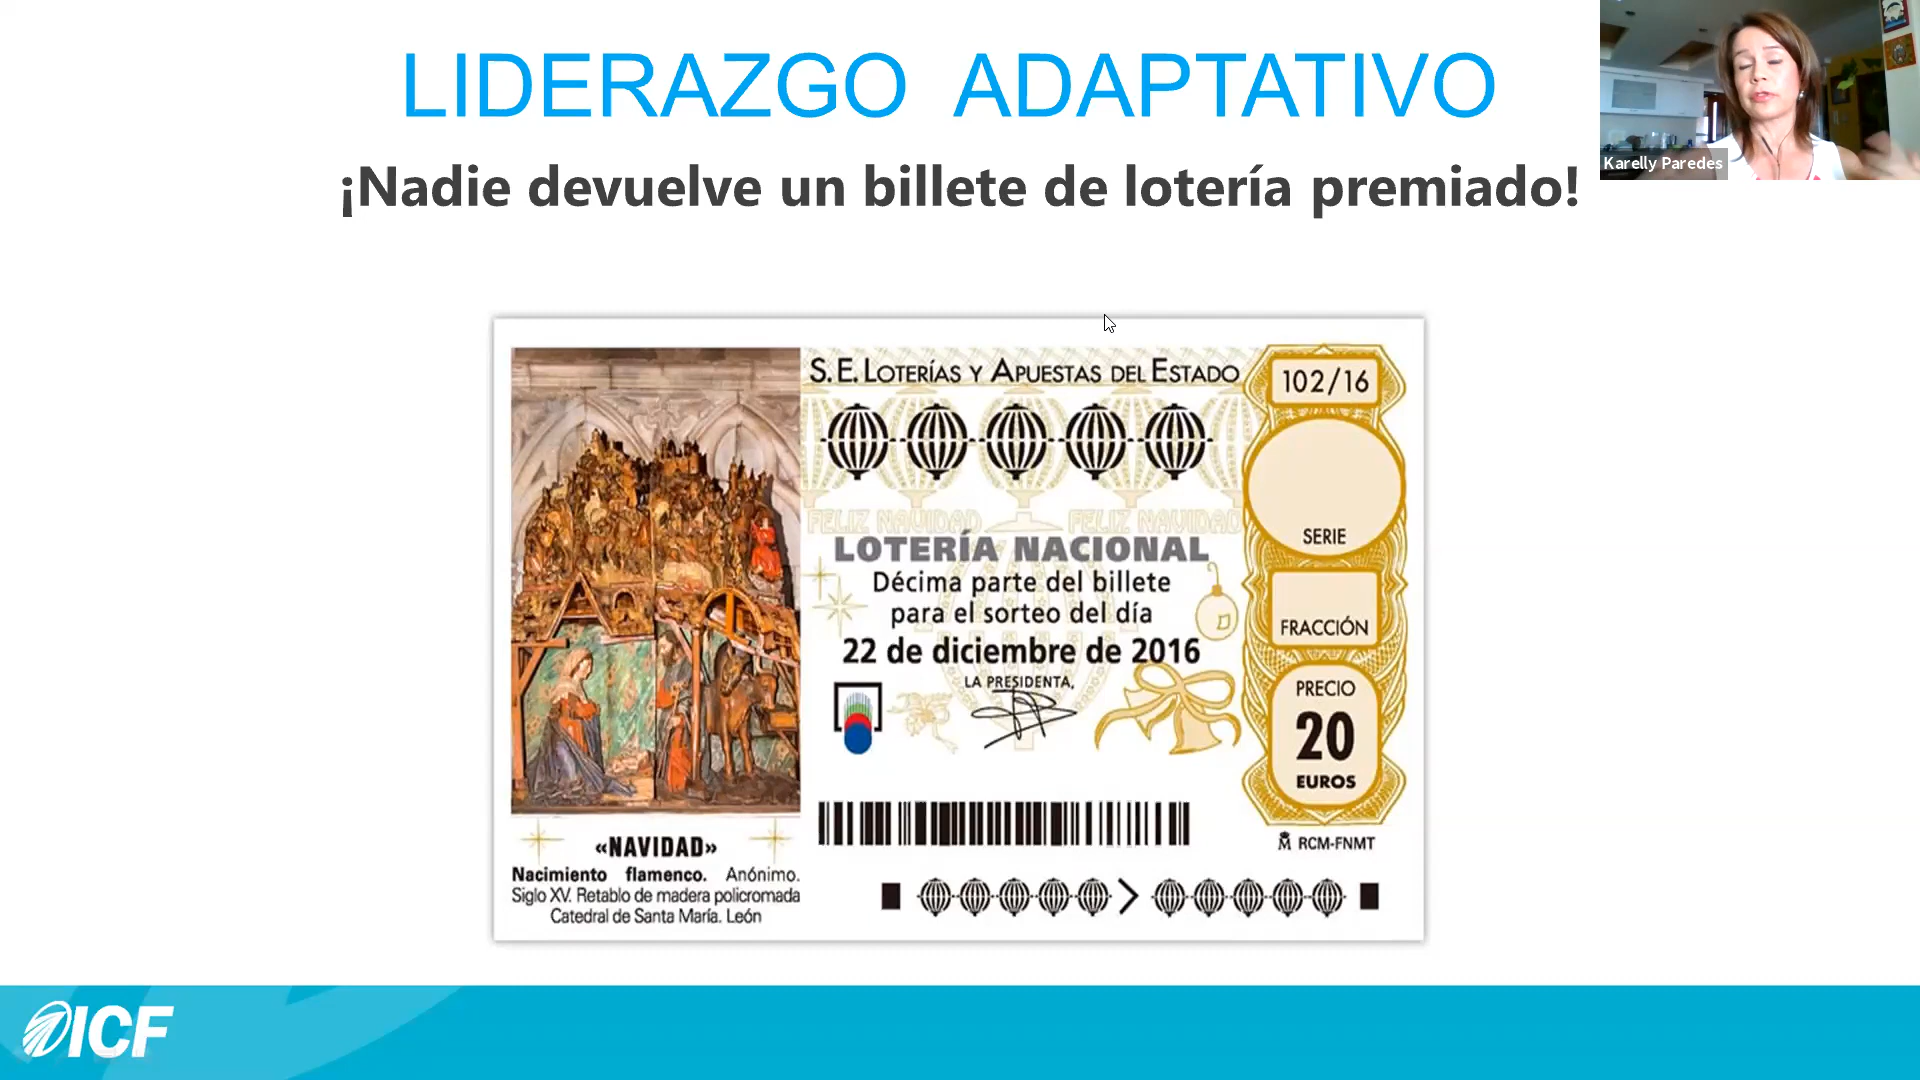 LIDERAZGO ADAPTATIVO
¡Nadie devuelve un billete de lotería premiado!
Karelly Paredes
S.E. LOTERÍAS Y APUESTAS DEL ESTADO
102/16
FELIZ NAVIDAD FELIZ NAVIDAD
SERIE
LOTERÍA NACIONAL
Décima parte del billete
para el sorteo del día
22 de diciembre de 2016
LA PRESIDENTA,
FRACCIÓN
PRECIO
20
EUROS
RCM-FNMT
«NAVIDAD»
Nacimiento flamenco. Anónimo.
Siglo XV. Retablo de madera policromada
Catedral de Santa María. León
ICF